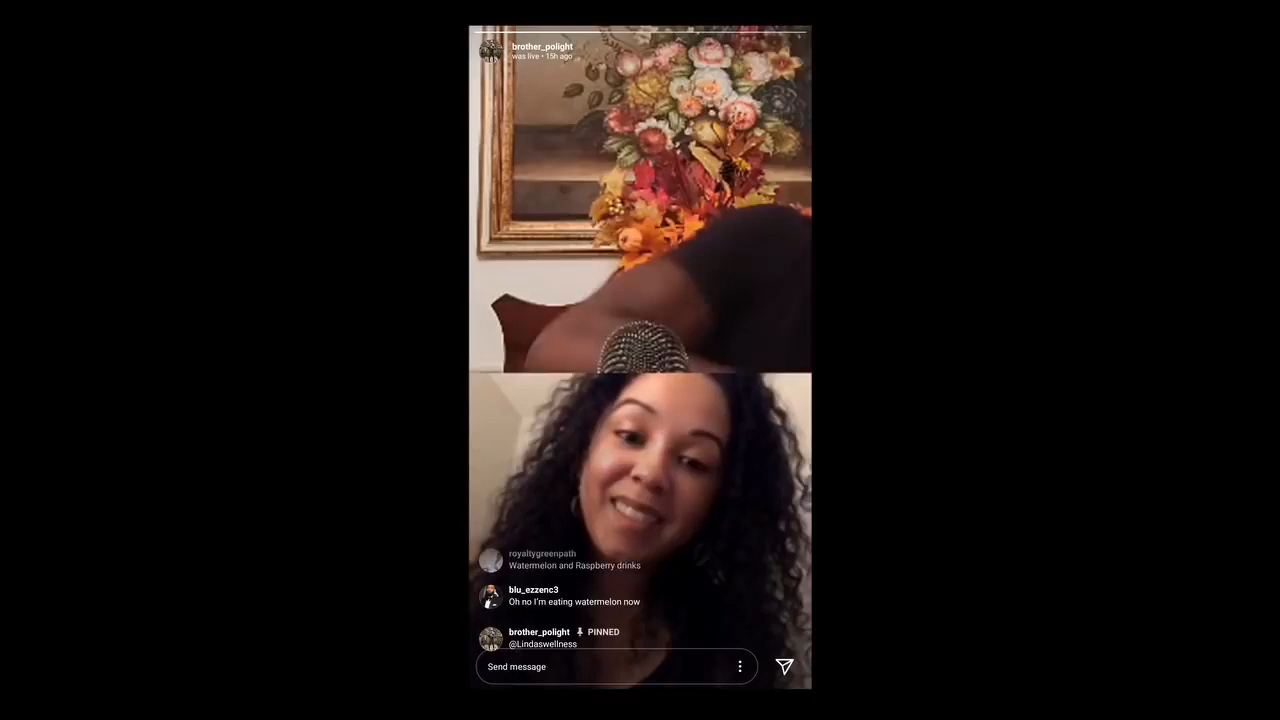 brother_polight
was live • 15h ago
royaltygreenpath
Watermelon and Raspberry drinks
blu_ezzenc3
Oh no I'm eating watermelon now
brother_polight PINNED
@Lindaswellness
Send message